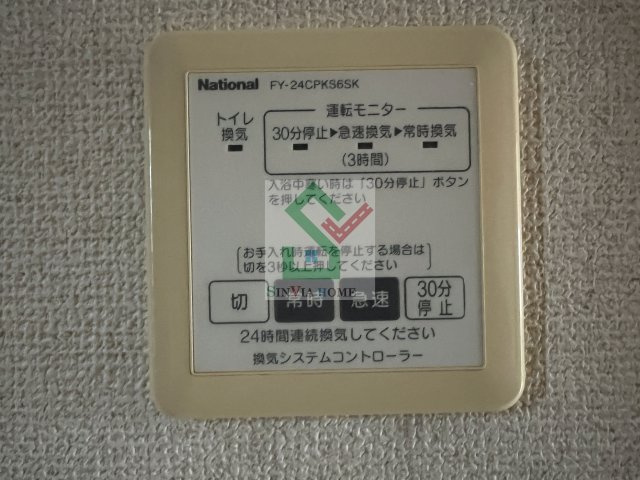 National FY-24CPKS6SK
トイレ
換気
運転モニター
30分停止▶急速換気▶常時換気
(3時間)
入浴中寒い時は「30分停止」ボタン
を押してください
お手入れ時運転を停止する場合は
切を3秒以上押してください
切 常時 急速 30分
停止
SINVIA HOME
24時間連続換気してください
換気システムコントローラー